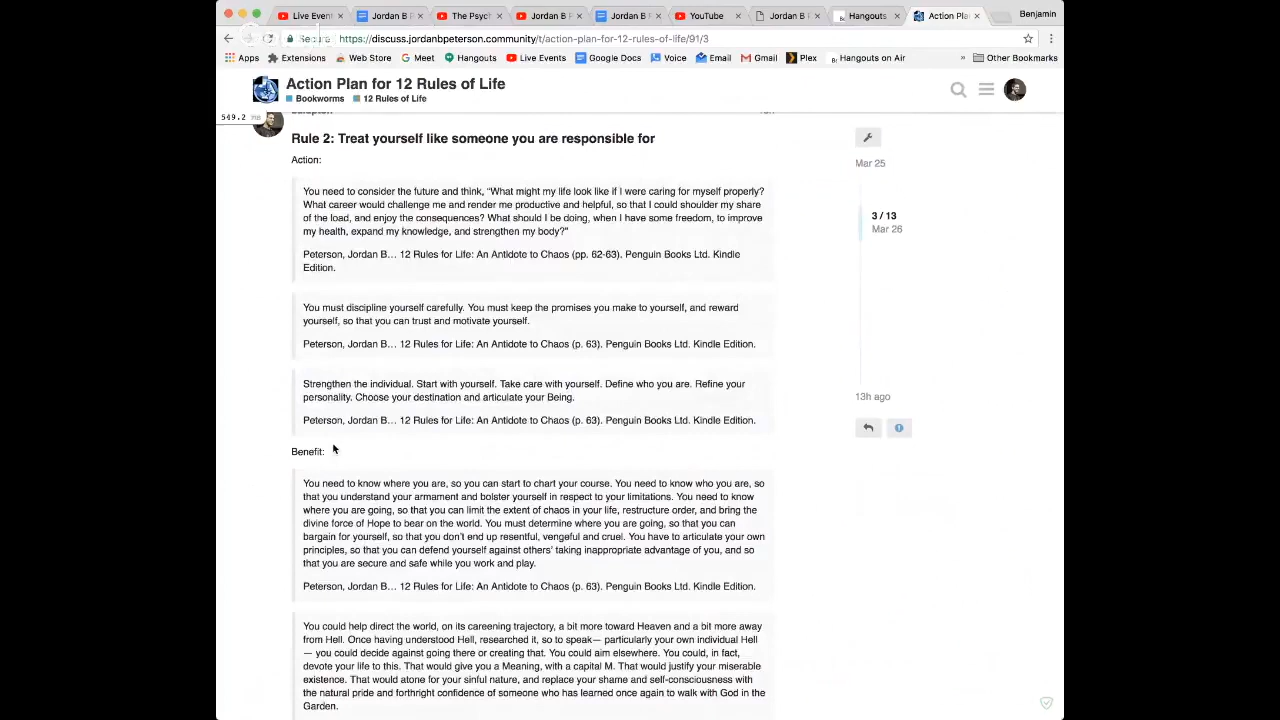 Live Event
Jordan B P
The Psych
Jordan B P
Jordan B P
YouTube
Jordan B P
Hangouts
Action Plan
Benjamin
Secure https://discuss.jordanbpeterson.community/t/action-plan-for-12-rules-of-life/91/3
Apps Extensions Web Store Meet Hangouts Live Events Google Docs Voice Email Gmail Plex Hangouts on Air » Other Bookmarks
Action Plan for 12 Rules of Life
Bookworms 12 Rules of Life
549.2 MB
Rule 2: Treat yourself like someone you are responsible for
Action:
You need to consider the future and think, “What might my life look like if I were caring for myself properly?
What career would challenge me and render me productive and helpful, so that I could shoulder my share
of the load, and enjoy the consequences? What should I be doing, when I have some freedom, to improve
my health, expand my knowledge, and strengthen my body?”
Peterson, Jordan B… 12 Rules for Life: An Antidote to Chaos (pp. 62-63). Penguin Books Ltd. Kindle
Edition.
You must discipline yourself carefully. You must keep the promises you make to yourself, and reward
yourself, so that you can trust and motivate yourself.
Peterson, Jordan B… 12 Rules for Life: An Antidote to Chaos (p. 63). Penguin Books Ltd. Kindle Edition.
Strengthen the individual. Start with yourself. Take care with yourself. Define who you are. Refine your
personality. Choose your destination and articulate your Being.
Peterson, Jordan B… 12 Rules for Life: An Antidote to Chaos (p. 63). Penguin Books Ltd. Kindle Edition.
Benefit:
You need to know where you are, so you can start to chart your course. You need to know who you are, so
that you understand your armament and bolster yourself in respect to your limitations. You need to know
where you are going, so that you can limit the extent of chaos in your life, restructure order, and bring the
divine force of Hope to bear on the world. You must determine where you are going, so that you can
bargain for yourself, so that you don’t end up resentful, vengeful and cruel. You have to articulate your own
principles, so that you can defend yourself against others’ taking inappropriate advantage of you, and so
that you are secure and safe while you work and play.
Peterson, Jordan B… 12 Rules for Life: An Antidote to Chaos (p. 63). Penguin Books Ltd. Kindle Edition.
You could help direct the world, on its careening trajectory, a bit more toward Heaven and a bit more away
from Hell. Once having understood Hell, researched it, so to speak— particularly your own individual Hell
— you could decide against going there or creating that. You could aim elsewhere. You could, in fact,
devote your life to this. That would give you a Meaning, with a capital M. That would justify your miserable
existence. That would atone for your sinful nature, and replace your shame and self-consciousness with
the natural pride and forthright confidence of someone who has learned once again to walk with God in the
Garden.
Mar 25
3 / 13
Mar 26
13h ago